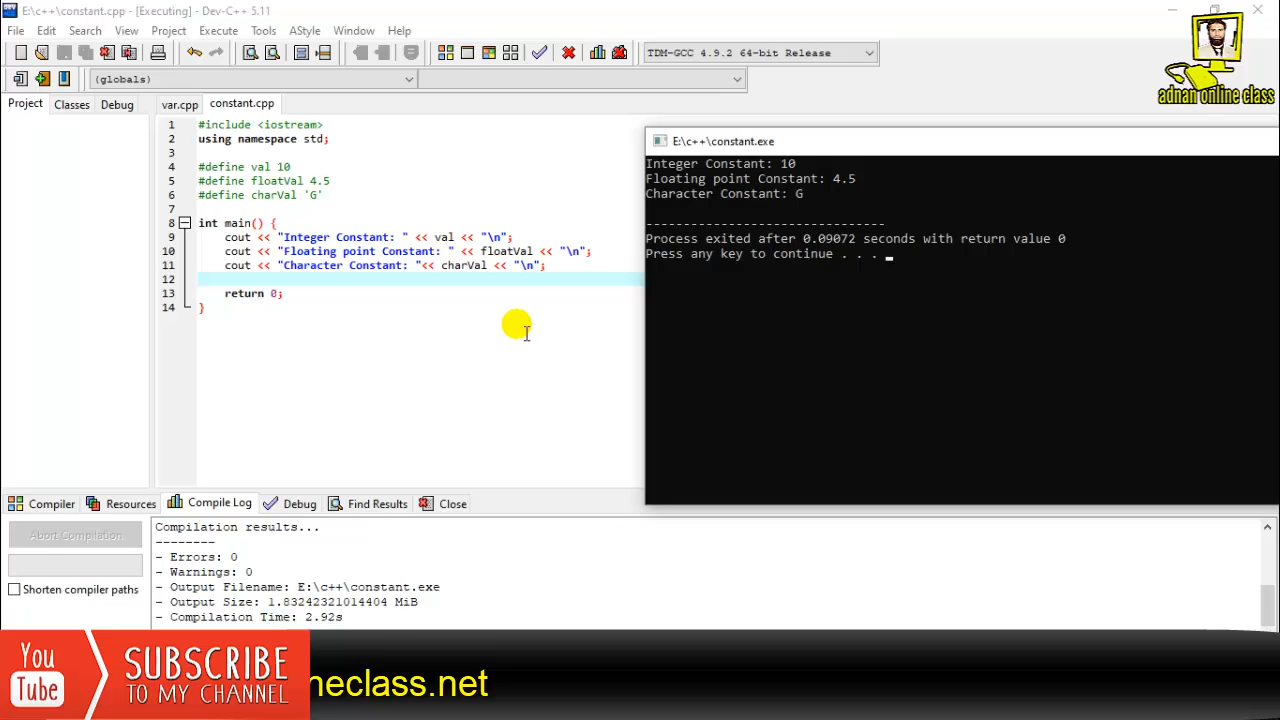 E:\c++\constant.cpp - [Executing] - Dev-C++ 5.11
File Edit Search View Project Execute Tools AStyle Window Help
TDM-GCC 4.9.2 64-bit Release
(globals)
adnan online class
Project Classes Debug var.cpp constant.cpp
1 #include <iostream>
2 using namespace std;
3
4 #define val 10
5 #define floatVal 4.5
6 #define charVal 'G'
7
8 int main() {
9 cout << "Integer Constant: " << val << "\n";
10 cout << "Floating point Constant: " << floatVal << "\n";
11 cout << "Character Constant: "<< charVal << "\n";
12
13 return 0;
14 }
E:\c++\constant.exe
Integer Constant: 10
Floating point Constant: 4.5
Character Constant: G
--------------------------------
Process exited after 0.09072 seconds with return value 0
Press any key to continue . . .
Compiler Resources Compile Log Debug Find Results Close
Abort Compilation
Shorten compiler paths
Compilation results...
--------
- Errors: 0
- Warnings: 0
- Output Filename: E:\c++\constant.exe
- Output Size: 1.83242321014404 MiB
- Compilation Time: 2.92s
You Tube
SUBSCRIBE
TO MY CHANNEL
neclass.net